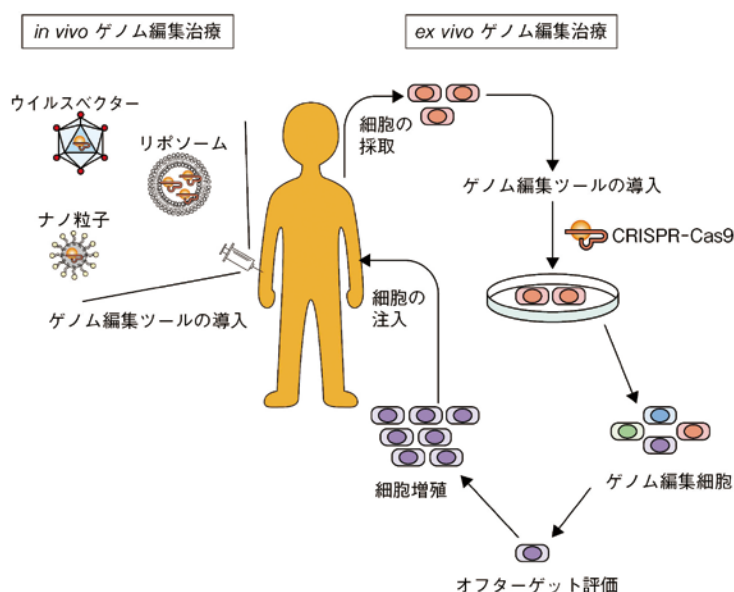 in vivo ゲノム編集治療
ウイルスベクター
リポソーム
ナノ粒子
ゲノム編集ツールの導入
ex vivo ゲノム編集治療
細胞の
採取
ゲノム編集ツールの導入
CRISPR-Cas9
細胞の
注入
ゲノム編集細胞
細胞増殖
オフターゲット評価